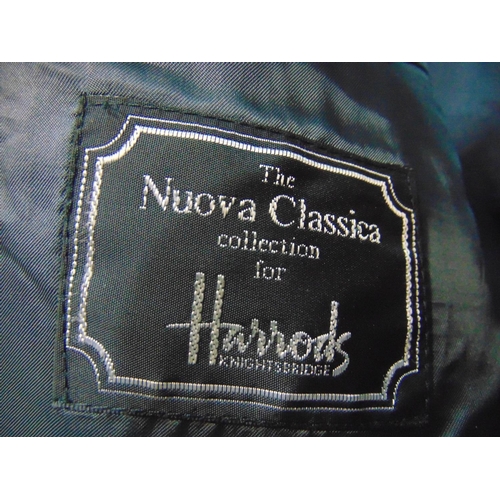 The
Nuova Classica
collection
for
Harrods
KNIGHTSBRIDGE